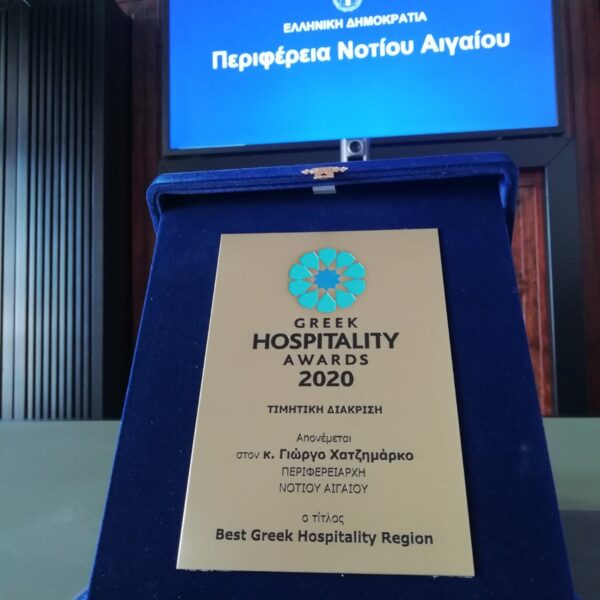 ΕΛΛΗΝΙΚΗ ΔΗΜΟΚΡΑΤΙΑ
Περιφέρεια Νοτίου Αιγαίου
GREEK
HOSPITALITY
AWARDS
2020
ΤΙΜΗΤΙΚΗ ΔΙΑΚΡΙΣΗ
Απονέμεται
στον κ. Γιώργο Χατζημάρκο
ΠΕΡΙΦΕΡΕΙΑΡΧΗ
ΝΟΤΙΟΥ ΑΙΓΑΙΟΥ
ο τίτλος
Best Greek Hospitality Region